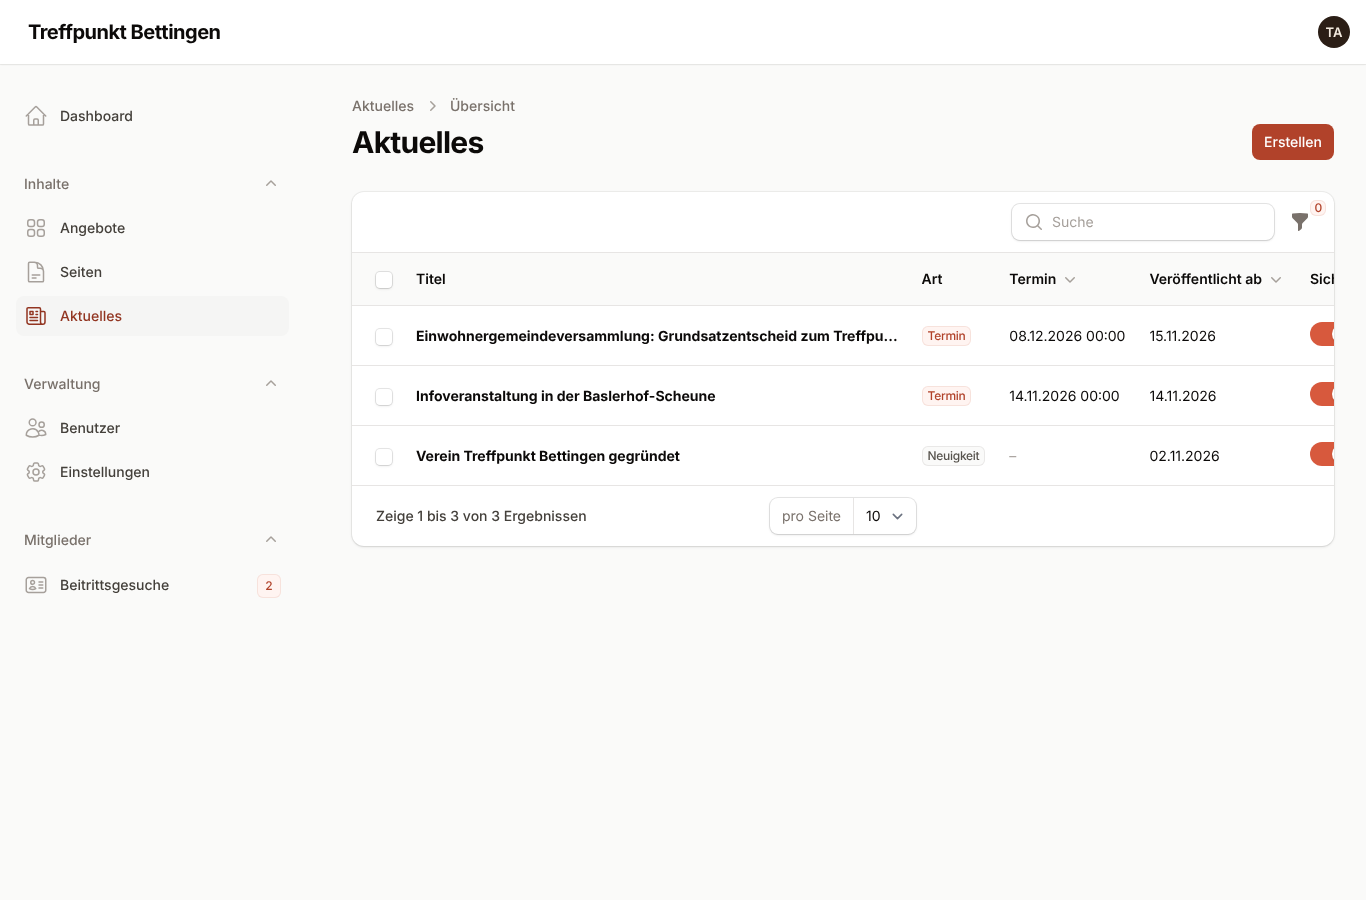 Treffpunkt Bettingen
TA
Dashboard
Inhalte
Angebote
Seiten
Aktuelles
Verwaltung
Benutzer
Einstellungen
Mitglieder
Beitrittsgesuche 2
Aktuelles > Übersicht
Aktuelles
Erstellen
Suche
0
Titel Art Termin Veröffentlicht ab Sich
Einwohnergemeindeversammlung: Grundsatzentscheid zum Treffpu... Termin 08.12.2026 00:00 15.11.2026
Infoveranstaltung in der Baslerhof-Scheune Termin 14.11.2026 00:00 14.11.2026
Verein Treffpunkt Bettingen gegründet Neuigkeit – 02.11.2026
Zeige 1 bis 3 von 3 Ergebnissen pro Seite 10